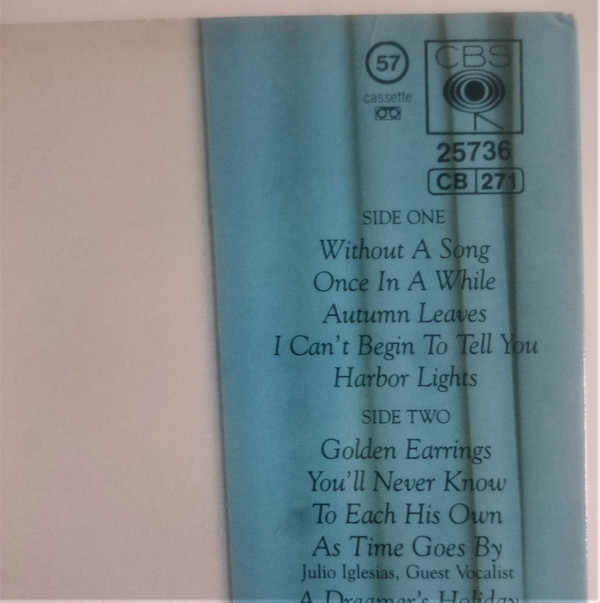 57
CBS
cassette
25736
CB 271
SIDE ONE
Without A Song
Once In A While
Autumn Leaves
I Can't Begin To Tell You
Harbor Lights
SIDE TWO
Golden Earrings
You'll Never Know
To Each His Own
As Time Goes By
Julio Iglesias, Guest Vocalist
A Dreamer's Holiday